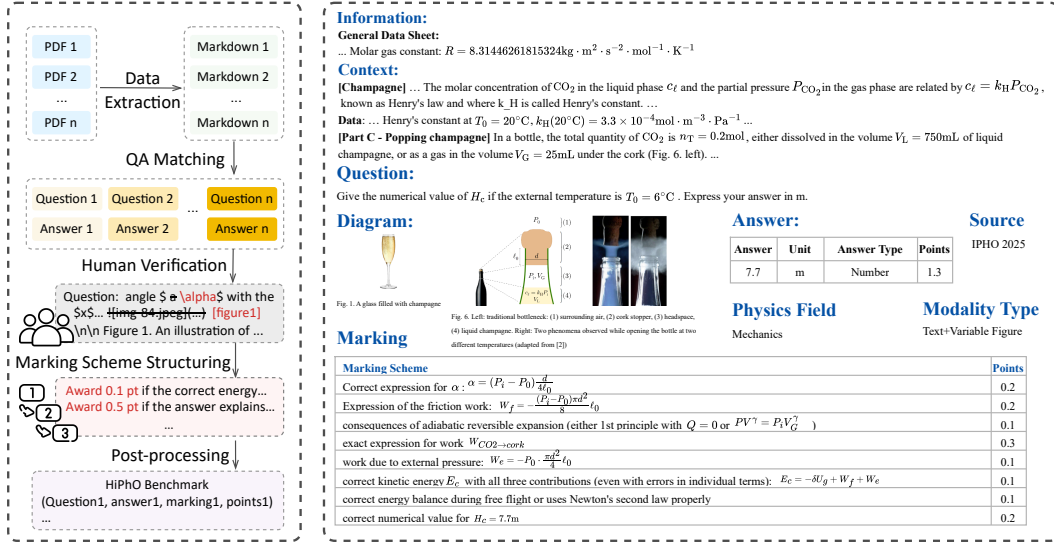 PDF 1
PDF 2
...
PDF n
Data
Extraction
Markdown 1
Markdown 2
...
Markdown n
QA Matching
Question 1
Question 2
...
Question n
Answer 1
Answer 2
Answer n
Human Verification
Question: angle $ a \alpha$ with the
$x$... ![img-84.jpeg](...) [figure1]
\n\n Figure 1. An illustration of ...
Marking Scheme Structuring
1
2
3
Award 0.1 pt if the correct energy...
Award 0.5 pt if the answer explains...
...
Post-processing
HiPhO Benchmark
(Question1, answer1, marking1, points1)
...
Information:
General Data Sheet:
... Molar gas constant: R = 8.31446261815324kg · m² · s⁻² · mol⁻¹ · K⁻¹
Context:
[Champagne] … The molar concentration of CO₂ in the liquid phase c_ℓ and the partial pressure P_CO₂ in the gas phase are related by c_ℓ = k_H P_CO₂ ,
known as Henry's law and where k_H is called Henry's constant. …
Data: … Henry's constant at T₀ = 20°C, k_H(20°C) = 3.3 × 10⁻⁴mol · m⁻³ · Pa⁻¹ ...
[Part C - Popping champagne] In a bottle, the total quantity of CO₂ is n_T = 0.2mol, either dissolved in the volume V_L = 750mL of liquid
champagne, or as a gas in the volume V_G = 25mL under the cork (Fig. 6. left). ...
Question:
Give the numerical value of H_c if the external temperature is T₀ = 6°C . Express your answer in m.
Diagram:
Fig. 1. A glass filled with champagne
P₀
ℓ₀
d
P_i, V_G
c_ℓ = k_H P_i
V_L
(1)
(2)
(3)
(4)
Fig. 6. Left: traditional bottleneck: (1) surrounding air, (2) cork stopper, (3) headspace,
(4) liquid champagne. Right: Two phenomena observed while opening the bottle at two
different temperatures (adapted from [2])
Answer:
Answer Unit Answer Type Points
7.7 m Number 1.3
Source
IPHO 2025
Physics Field
Mechanics
Modality Type
Text+Variable Figure
Marking
Marking Scheme Points
Correct expression for α : α = (P_i − P₀) d/4ℓ₀ 0.2
Expression of the friction work: W_f = −(P_i−P₀)πd²/8 ℓ₀ 0.2
consequences of adiabatic reversible expansion (either 1st principle with Q = 0 or PV^γ = P_i V_G^γ ) 0.1
exact expression for work W_CO2→cork 0.3
work due to external pressure: W_e = −P₀ · πd²/4 ℓ₀ 0.1
correct kinetic energy E_c with all three contributions (even with errors in individual terms): E_c = −δU_g + W_f + W_e 0.1
correct energy balance during free flight or uses Newton's second law properly 0.1
correct numerical value for H_c = 7.7m 0.2